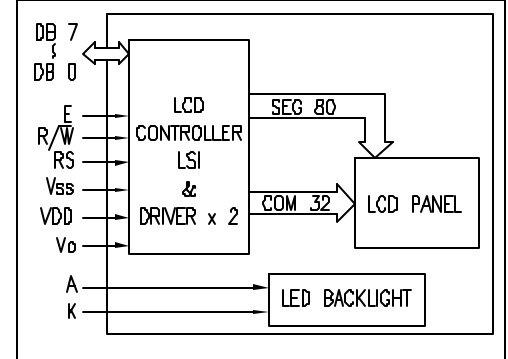 DB 7
~
DB 0
E
R/W̅
RS
Vss
VDD
Vo
A
K
LCD
CONTROLLER
LSI
&
DRIVER x 2
SEG 80
COM 32
LCD PANEL
LED BACKLIGHT